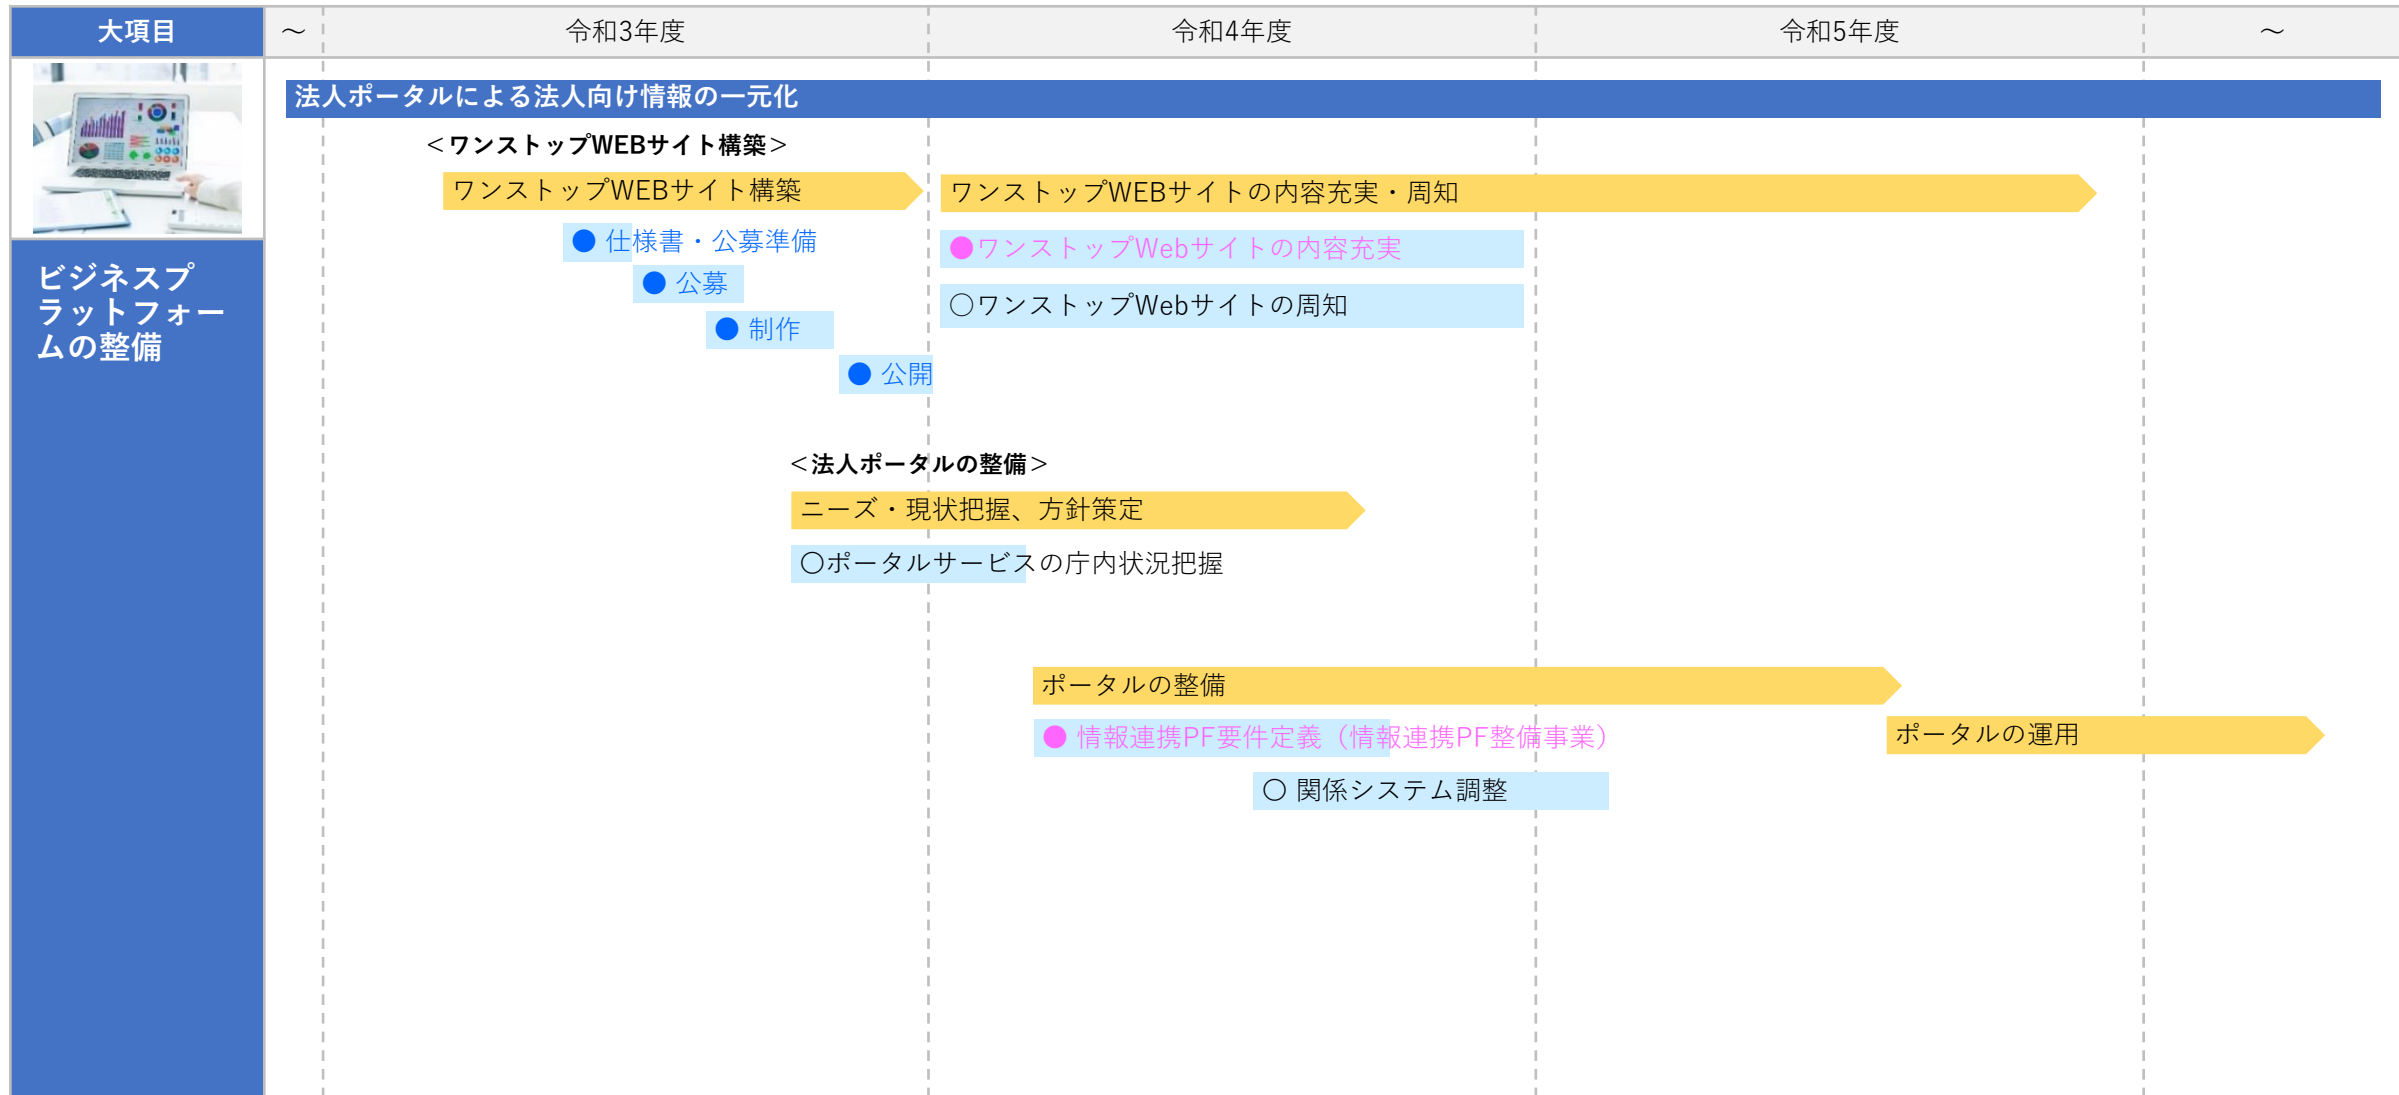 大項目
～
令和3年度
令和4年度
令和5年度
～
法人ポータルによる法人向け情報の一元化
＜ワンストップWEBサイト構築＞
ワンストップWEBサイト構築
ワンストップWEBサイトの内容充実・周知
● 仕様書・公募準備
●ワンストップWebサイトの内容充実
● 公募
○ワンストップWebサイトの周知
● 制作
● 公開
ビジネスプ
ラットフォー
ムの整備
＜法人ポータルの整備＞
ニーズ・現状把握、方針策定
○ポータルサービスの庁内状況把握
ポータルの整備
● 情報連携PF要件定義（情報連携PF整備事業）
ポータルの運用
○ 関係システム調整